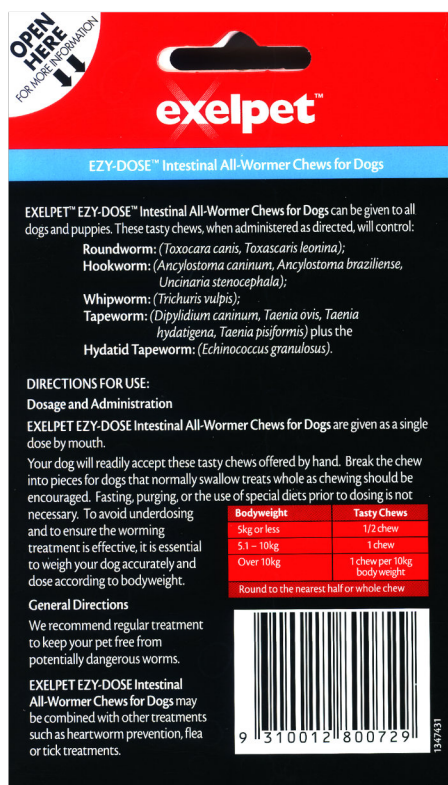 OPEN
HERE
FOR MORE INFORMATION
exelpet™
EZY-DOSE™ Intestinal All-Wormer Chews for Dogs
EXELPET™ EZY-DOSE™ Intestinal All-Wormer Chews for Dogs can be given to all
dogs and puppies. These tasty chews, when administered as directed, will control:
Roundworm: (Toxocara canis, Toxascaris leonina);
Hookworm: (Ancylostoma caninum, Ancylostoma braziliense,
Uncinaria stenocephala);
Whipworm: (Trichuris vulpis);
Tapeworm: (Dipylidium caninum, Taenia ovis, Taenia
hydatigena, Taenia pisiformis) plus the
Hydatid Tapeworm: (Echinococcus granulosus).
DIRECTIONS FOR USE:
Dosage and Administration
EXELPET EZY-DOSE Intestinal All-Wormer Chews for Dogs are given as a single
dose by mouth.
Your dog will readily accept these tasty chews offered by hand. Break the chew
into pieces for dogs that normally swallow treats whole as chewing should be
encouraged. Fasting, purging, or the use of special diets prior to dosing is not
necessary. To avoid underdosing
and to ensure the worming
treatment is effective, it is essential
to weigh your dog accurately and
dose according to bodyweight.
Bodyweight Tasty Chews
5kg or less 1/2 chew
5.1 – 10kg 1 chew
Over 10kg 1 chew per 10kg
body weight
Round to the nearest half or whole chew
General Directions
We recommend regular treatment
to keep your pet free from
potentially dangerous worms.
EXELPET EZY-DOSE Intestinal
All-Wormer Chews for Dogs may
be combined with other treatments
such as heartworm prevention, flea
or tick treatments.
9 310012 800729
1347431